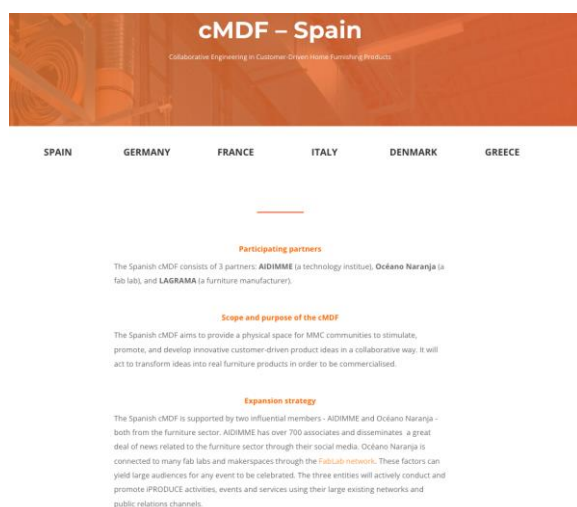 cMDF – Spain
Collaborative Engineering in Customer-Driven Home Furnishing Products
SPAIN GERMANY FRANCE ITALY DENMARK GREECE
Participating partners
The Spanish cMDF consists of 3 partners: AIDIMME (a technology institue), Océano Naranja (a
fab lab), and LAGRAMA (a furniture manufacturer).
Scope and purpose of the cMDF
The Spanish cMDF aims to provide a physical space for MMC communities to stimulate,
promote, and develop innovative customer-driven product ideas in a collaborative way. It will
act to transform ideas into real furniture products in order to be commercialised.
Expansion strategy
The Spanish cMDF is supported by two influential members - AIDIMME and Océano Naranja -
both from the furniture sector. AIDIMME has over 700 associates and disseminates a great
deal of news related to the furniture sector through their social media. Océano Naranja is
connected to many fab labs and makerspaces through the FabLab network. These factors can
yield large audiences for any event to be celebrated. The three entities will actively conduct and
promote iPRODUCE activities, events and services using their large existing networks and
public relations channels.